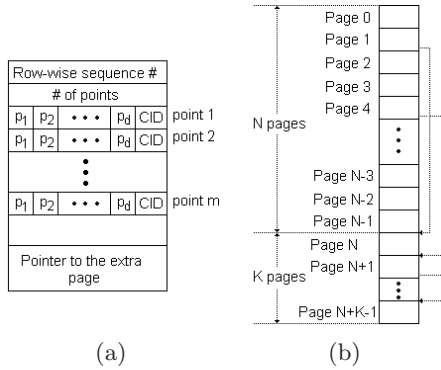 Row-wise sequence #
# of points
p1 p2 • • • pd CID point 1
p1 p2 • • • pd CID point 2
p1 p2 • • • pd CID point m
Pointer to the extra
page
(a)
Page 0
Page 1
Page 2
Page 3
Page 4
N pages
Page N-3
Page N-2
Page N-1
Page N
Page N+1
K pages
Page N+K-1
(b)